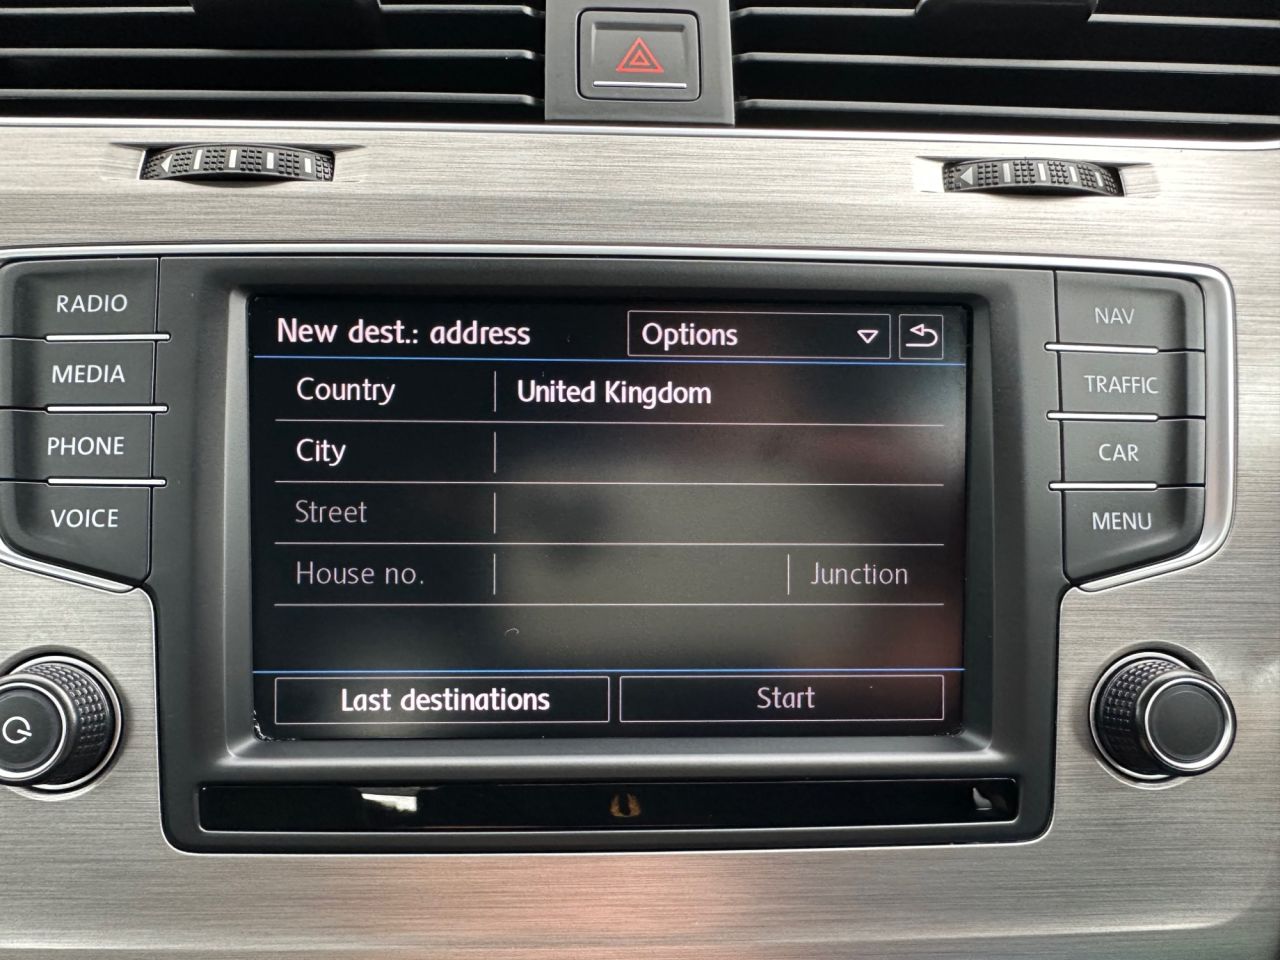 RADIO
MEDIA
PHONE
VOICE
New dest.: address Options
Country United Kingdom
City
Street
House no. Junction
Last destinations Start
NAV
TRAFFIC
CAR
MENU